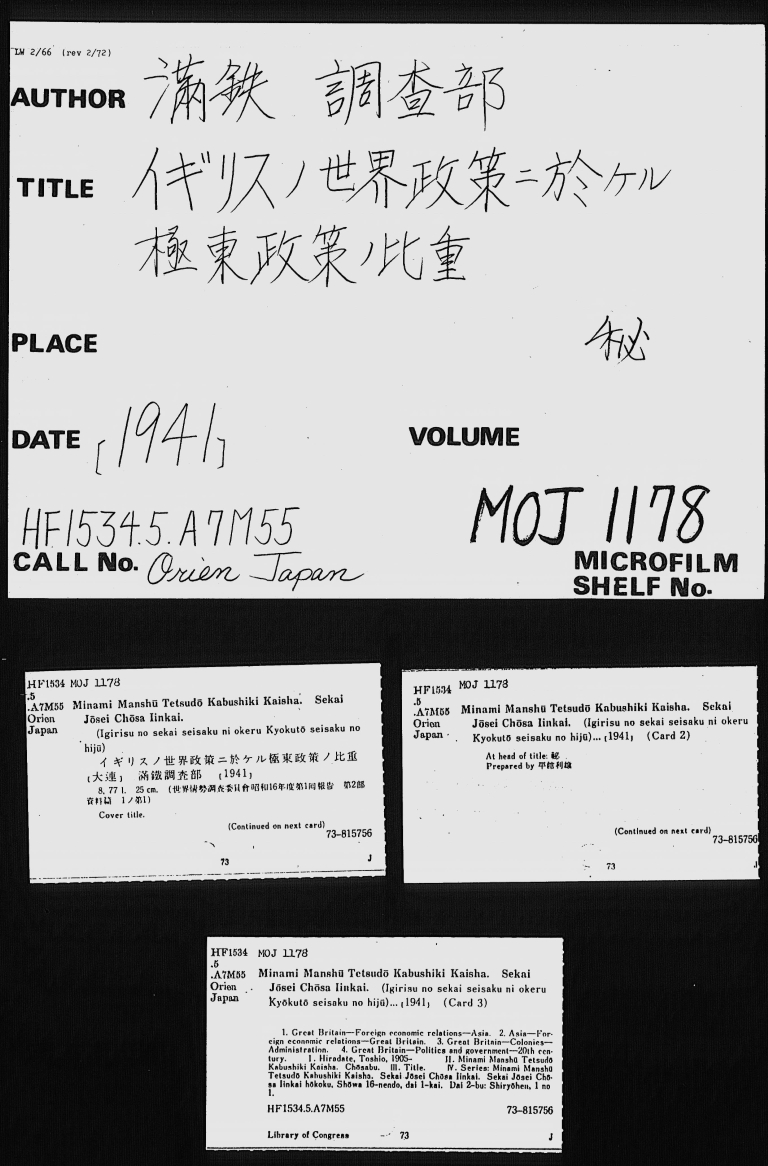 LW 2/66 (rev 2/72)
AUTHOR 滿鉄 調査部
TITLE イギリスノ世界政策ニ於ケル
極東政策ノ比重
PLACE
秘
DATE [1941]
VOLUME
HF1534.5.A7M55
MOJ 1178
CALL No. Orien Japan
MICROFILM
SHELF No.
HF1534 MOJ 1178
.5
.A7M55 Minami Manshū Tetsudō Kabushiki Kaisha. Sekai
Orien Jōsei Chōsa Iinkai.
Japan (Igirisu no sekai seisaku ni okeru Kyokutō seisaku no
hijū)
イギリスノ世界政策ニ於ケル極東政策ノ比重
[大連] 滿鐵調査部 [1941]
8, 77 l. 25 cm. (世界情勢調査委員會昭和16年度第1回報告 第2部
資料篇 1ノ第1)
Cover title.
(Continued on next card)
73-815756
73 J
HF1534 MOJ 1178
.5
.A7M55 Minami Manshū Tetsudō Kabushiki Kaisha. Sekai
Orien Jōsei Chōsa Iinkai. (Igirisu no sekai seisaku ni okeru
Japan Kyokutō seisaku no hijū)... [1941] (Card 2)
At head of title: 秘
Prepared by 平館利雄
(Continued on next card)
73-815756
73 J
HF1534 MOJ 1178
.5
.A7M55 Minami Manshū Tetsudō Kabushiki Kaisha. Sekai
Orien Jōsei Chōsa Iinkai. (Igirisu no sekai seisaku ni okeru
Japan Kyokutō seisaku no hijū)... [1941] (Card 3)
1. Great Britain—Foreign economic relations—Asia. 2. Asia—For-
eign economic relations—Great Britain. 3. Great Britain—Colonies—
Administration. 4. Great Britain—Politics and government—20th cen-
tury. I. Hiradate, Toshio, 1905- II. Minami Manshū Tetsudō
Kabushiki Kaisha. Chōsabu. III. Title. IV. Series: Minami Manshū
Tetsudō Kabushiki Kaisha. Sekai Jōsei Chōsa Iinkai. Sekai Jōsei Chō-
sa Iinkai hōkoku, Shōwa 16-nendo, dai 1-kai. Dai 2-bu: Shiryōhen, 1 no
1.
HF1534.5.A7M55 73-815756
Library of Congress 73 J